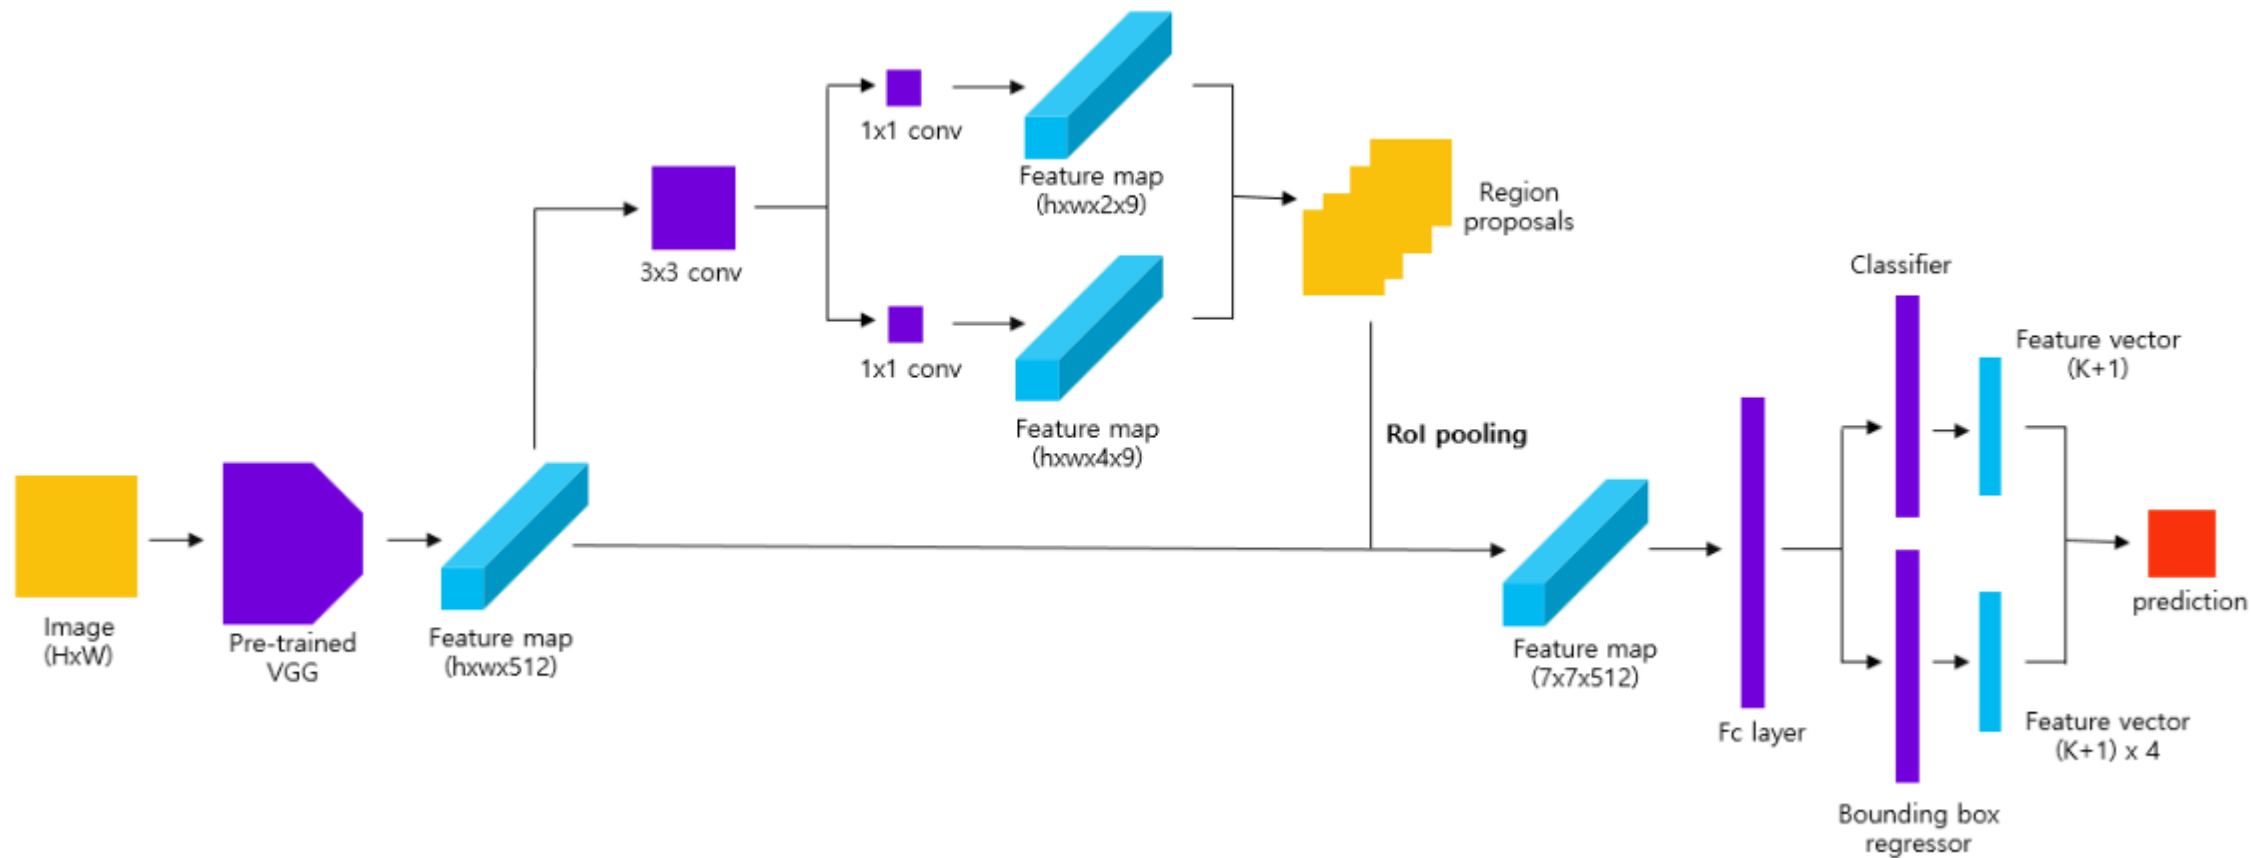 1x1 conv
Feature map
(hxwx2x9)
3x3 conv
Region
proposals
1x1 conv
Feature map
(hxwx4x9)
RoI pooling
Image
(HxW)
Pre-trained
VGG
Feature map
(hxwx512)
Feature map
(7x7x512)
Fc layer
Classifier
Feature vector
(K+1)
Bounding box
regressor
Feature vector
(K+1) x 4
prediction